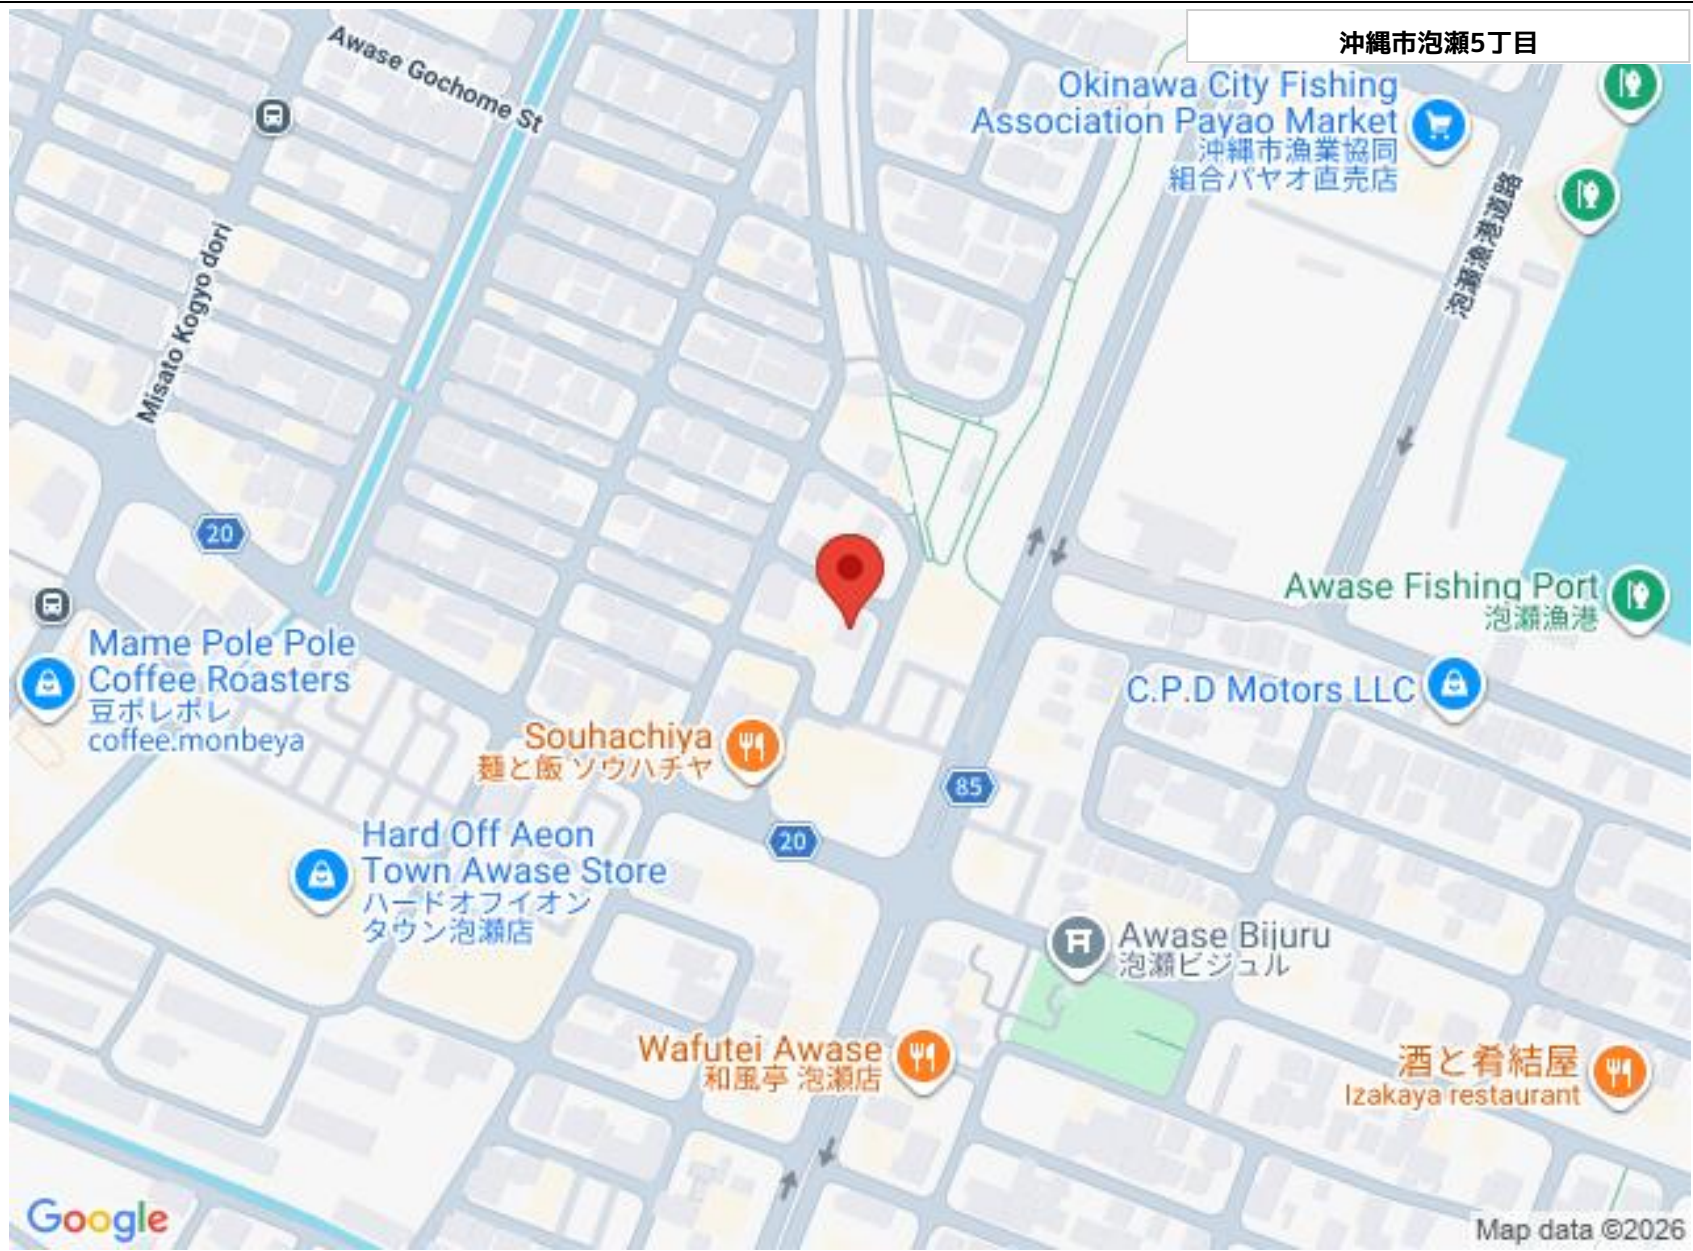 沖縄市泡瀬5丁目
Awase Gochome St
Okinawa City Fishing
Association Payao Market
沖縄市漁業協同
組合パヤオ直売店
泡瀬漁港道路
Misato Kogyo dori
20
Awase Fishing Port
泡瀬漁港
Mame Pole Pole
Coffee Roasters
豆ポレポレ
coffee.monbeya
C.P.D Motors LLC
Souhachiya
麺と飯 ソウハチヤ
85
20
Hard Off Aeon
Town Awase Store
ハードオフイオン
タウン泡瀬店
Awase Bijuru
泡瀬ビジュル
Wafutei Awase
和風亭 泡瀬店
酒と肴結屋
Izakaya restaurant
Google
Map data ©2026